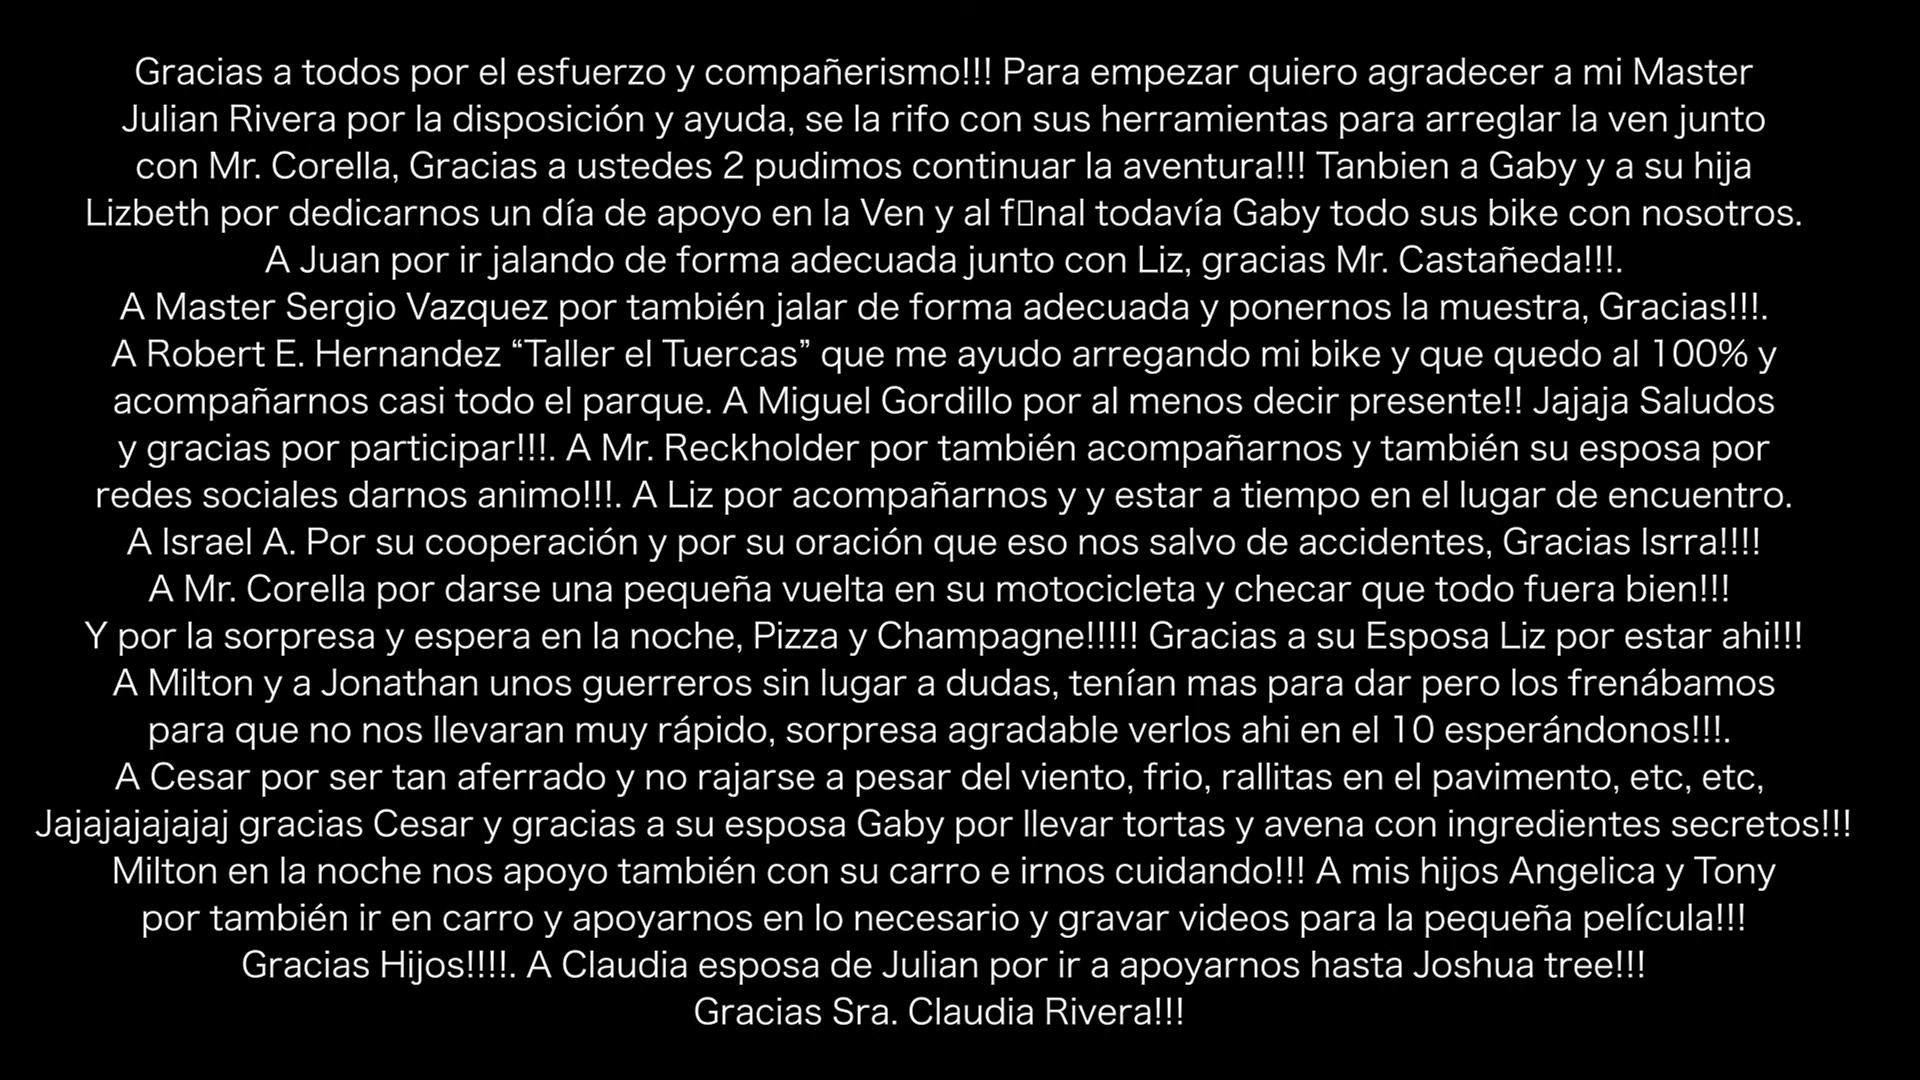 Gracias a todos por el esfuerzo y compañerismo!!! Para empezar quiero agradecer a mi Master
Julian Rivera por la disposición y ayuda, se la rifo con sus herramientas para arreglar la ven junto
con Mr. Corella, Gracias a ustedes 2 pudimos continuar la aventura!!! Tanbien a Gaby y a su hija
Lizbeth por dedicarnos un día de apoyo en la Ven y al f▯nal todavía Gaby todo sus bike con nosotros.
A Juan por ir jalando de forma adecuada junto con Liz, gracias Mr. Castañeda!!!.
A Master Sergio Vazquez por también jalar de forma adecuada y ponernos la muestra, Gracias!!!.
A Robert E. Hernandez “Taller el Tuercas” que me ayudo arregando mi bike y que quedo al 100% y
acompañarnos casi todo el parque. A Miguel Gordillo por al menos decir presente!! Jajaja Saludos
y gracias por participar!!!. A Mr. Reckholder por también acompañarnos y también su esposa por
redes sociales darnos animo!!!. A Liz por acompañarnos y y estar a tiempo en el lugar de encuentro.
A Israel A. Por su cooperación y por su oración que eso nos salvo de accidentes, Gracias Isrra!!!!
A Mr. Corella por darse una pequeña vuelta en su motocicleta y checar que todo fuera bien!!!
Y por la sorpresa y espera en la noche, Pizza y Champagne!!!!! Gracias a su Esposa Liz por estar ahi!!!
A Milton y a Jonathan unos guerreros sin lugar a dudas, tenían mas para dar pero los frenábamos
para que no nos llevaran muy rápido, sorpresa agradable verlos ahi en el 10 esperándonos!!!.
A Cesar por ser tan aferrado y no rajarse a pesar del viento, frio, rallitas en el pavimento, etc, etc,
Jajajajajajaj gracias Cesar y gracias a su esposa Gaby por llevar tortas y avena con ingredientes secretos!!!
Milton en la noche nos apoyo también con su carro e irnos cuidando!!! A mis hijos Angelica y Tony
por también ir en carro y apoyarnos en lo necesario y gravar videos para la pequeña película!!!
Gracias Hijos!!!!. A Claudia esposa de Julian por ir a apoyarnos hasta Joshua tree!!!
Gracias Sra. Claudia Rivera!!!